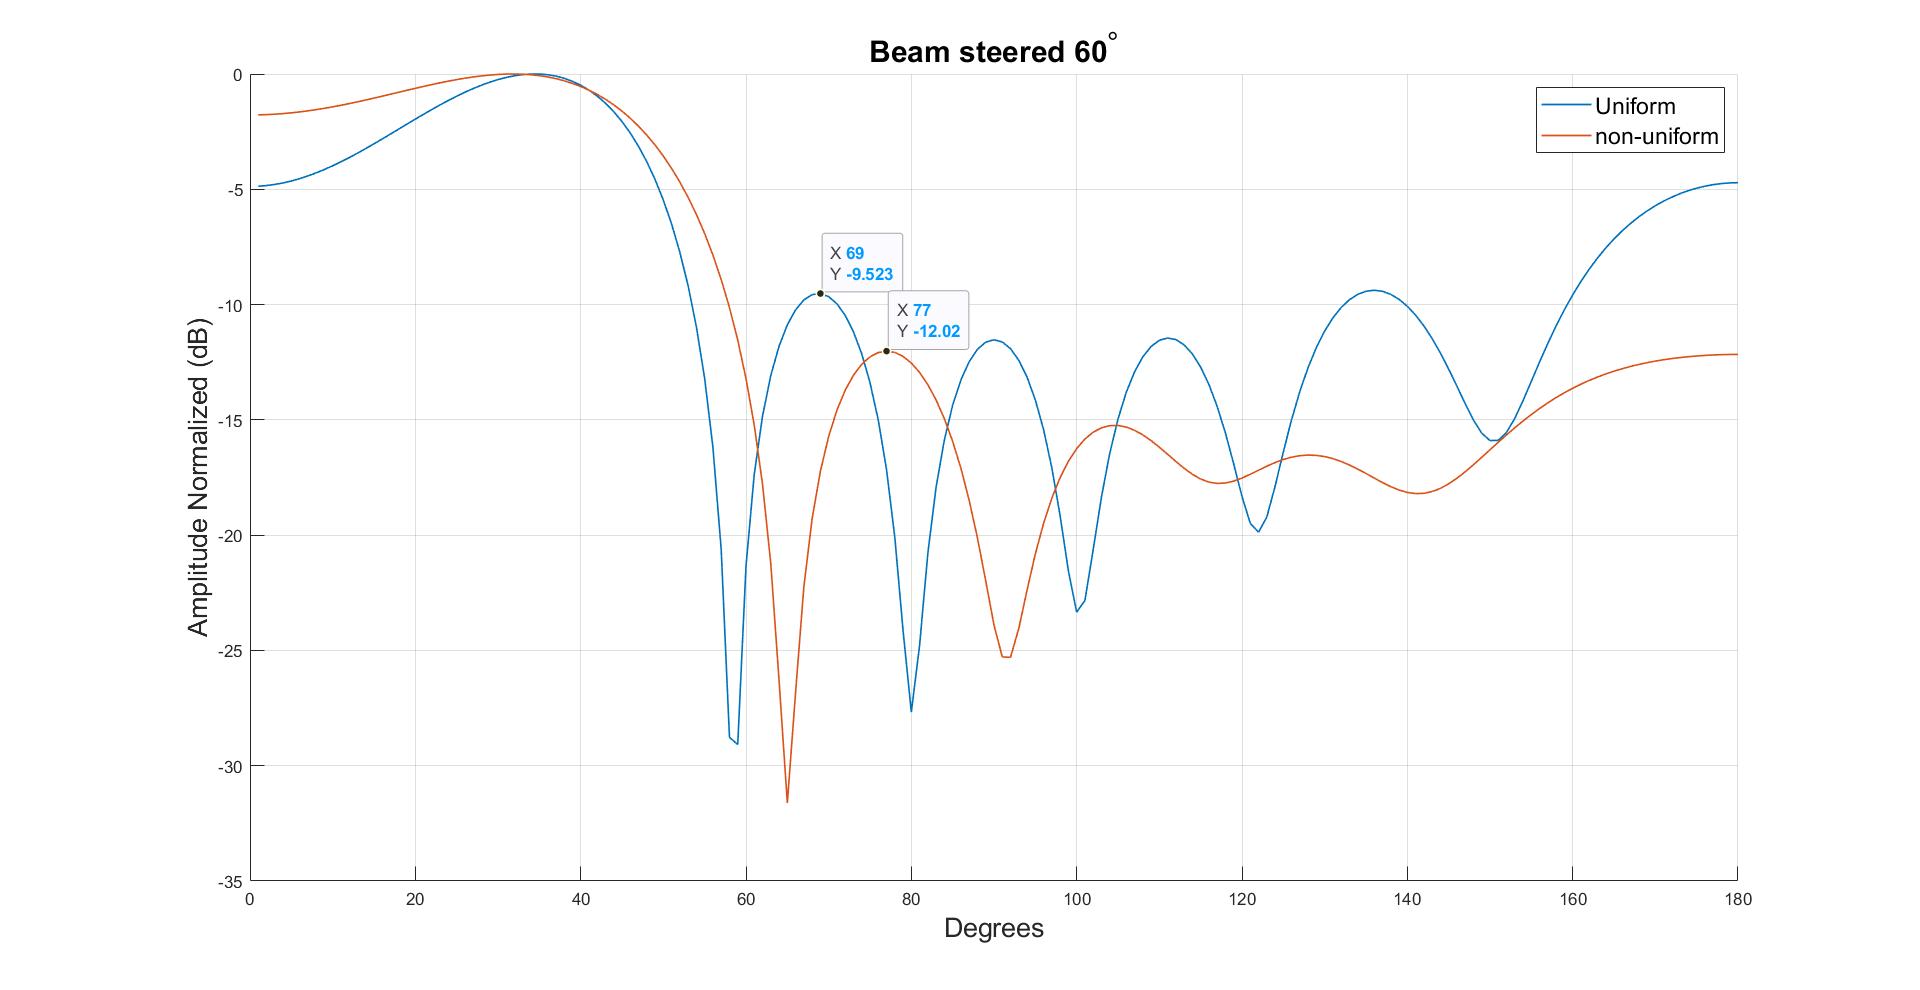 Beam steered 60°
Uniform
non-uniform
X 69
Y -9.523
X 77
Y -12.02
Amplitude Normalized (dB)
0
-5
-10
-15
-20
-25
-30
-35
0 20 40 60 80 100 120 140 160 180
Degrees